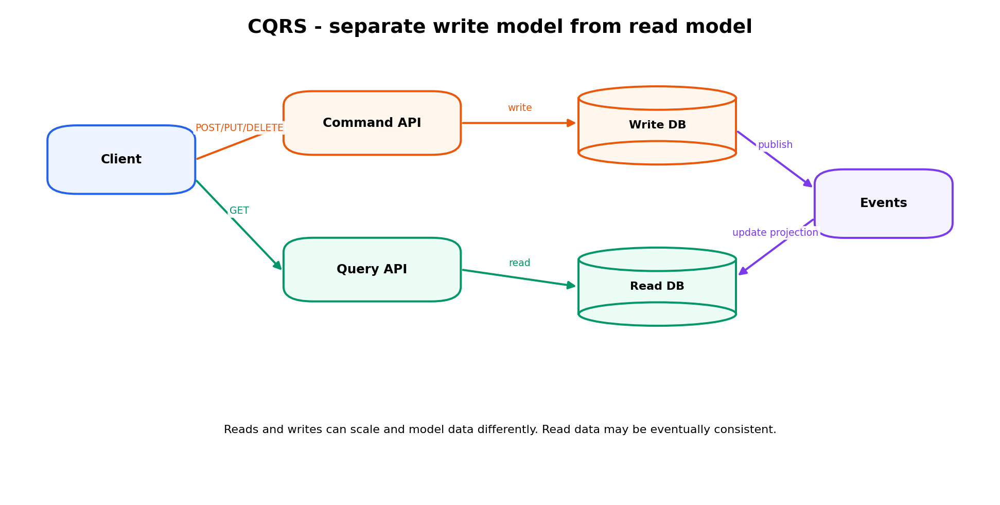 CQRS - separate write model from read model
POST/PUT/DELETE
Command API
write
Write DB
Client
publish
Events
GET
update projection
Query API
read
Read DB
Reads and writes can scale and model data differently. Read data may be eventually consistent.